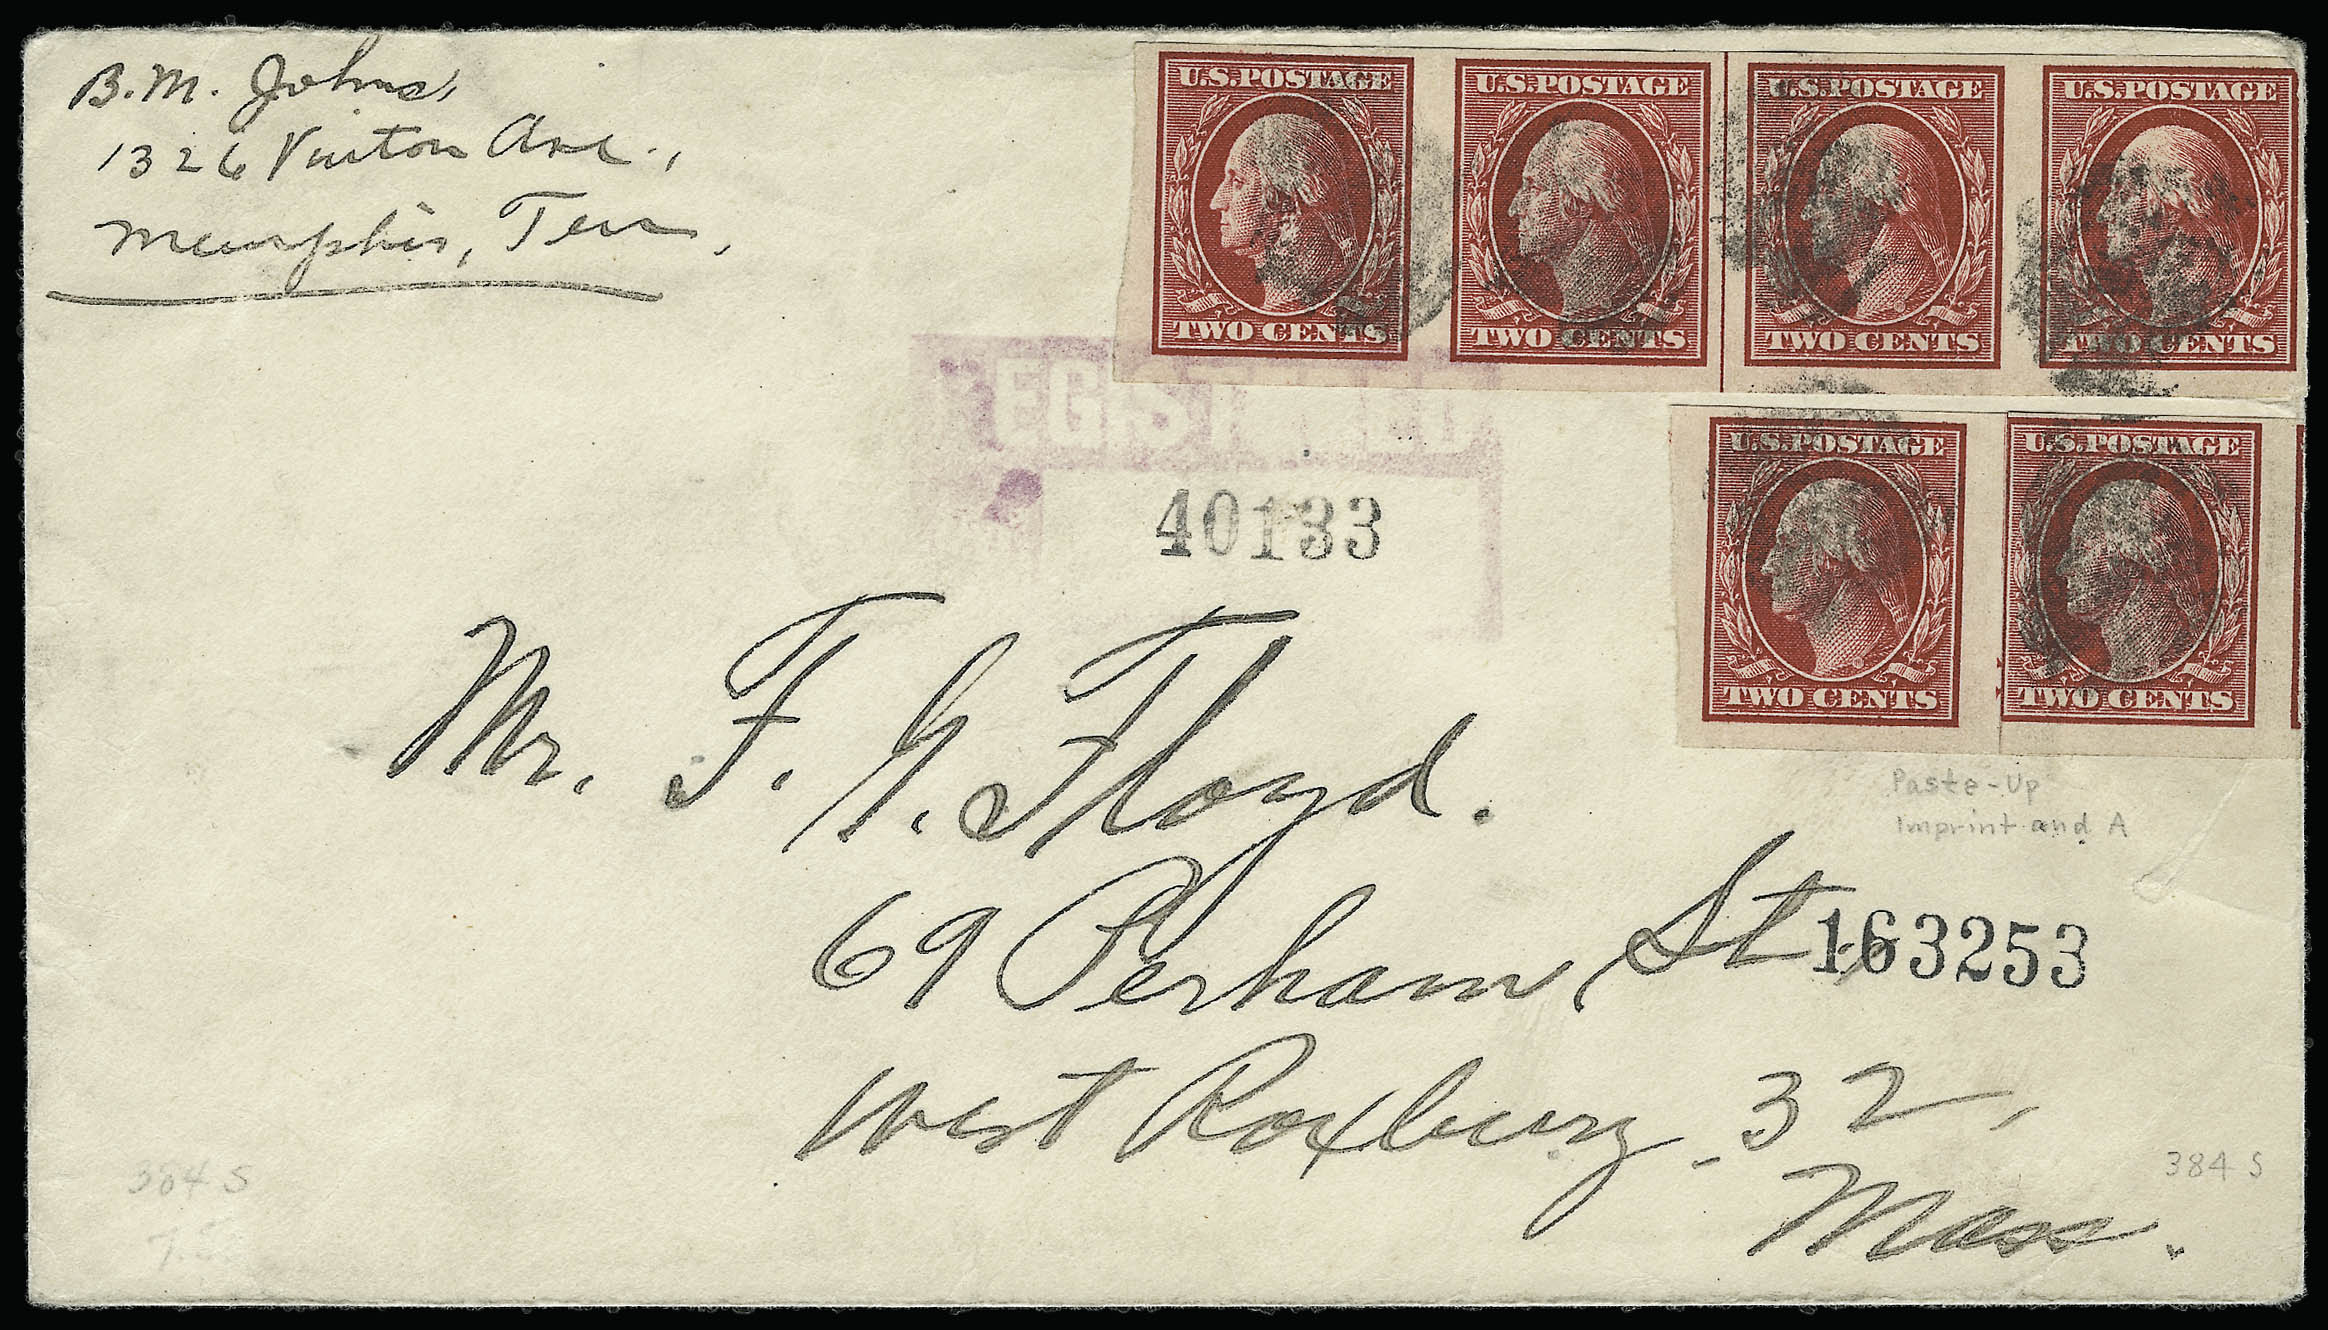 B. M. Johns,
1326 Vinton Ave.,
Memphis, Ten.,
U.S. POSTAGE U.S. POSTAGE U.S. POSTAGE U.S. POSTAGE
TWO CENTS TWO CENTS TWO CENTS TWO CENTS
REGISTERED
40133
U.S. POSTAGE U.S. POSTAGE
TWO CENTS TWO CENTS
Paste-Up
Imprint and A
Mr. F. G. Floyd.
69 Perham, St.,
163253
West Roxbury 32,
Mass.
384 S
384 S